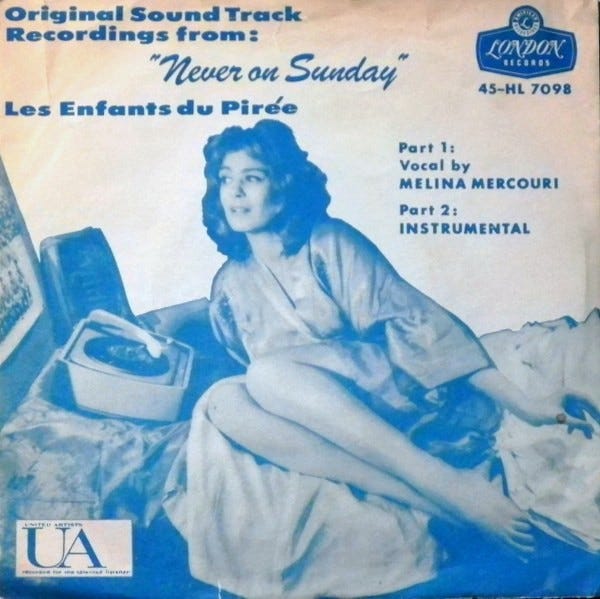 Original Sound Track
Recordings from:
"Never on Sunday"
Les Enfants du Pirée
LONDON
RECORDS
45-HL 7098
Part 1:
Vocal by
MELINA MERCOURI
Part 2:
INSTRUMENTAL
UNITED ARTISTS
UA